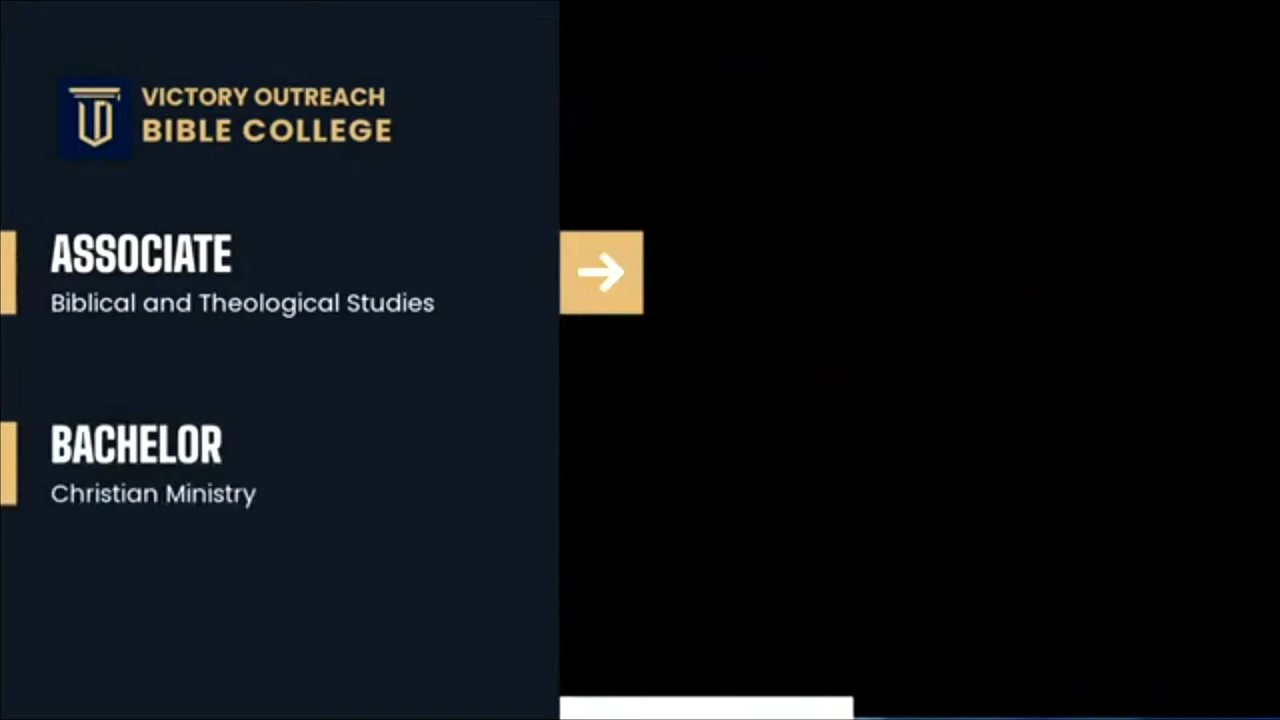 VICTORY OUTREACH
BIBLE COLLEGE
ASSOCIATE
Biblical and Theological Studies
BACHELOR
Christian Ministry